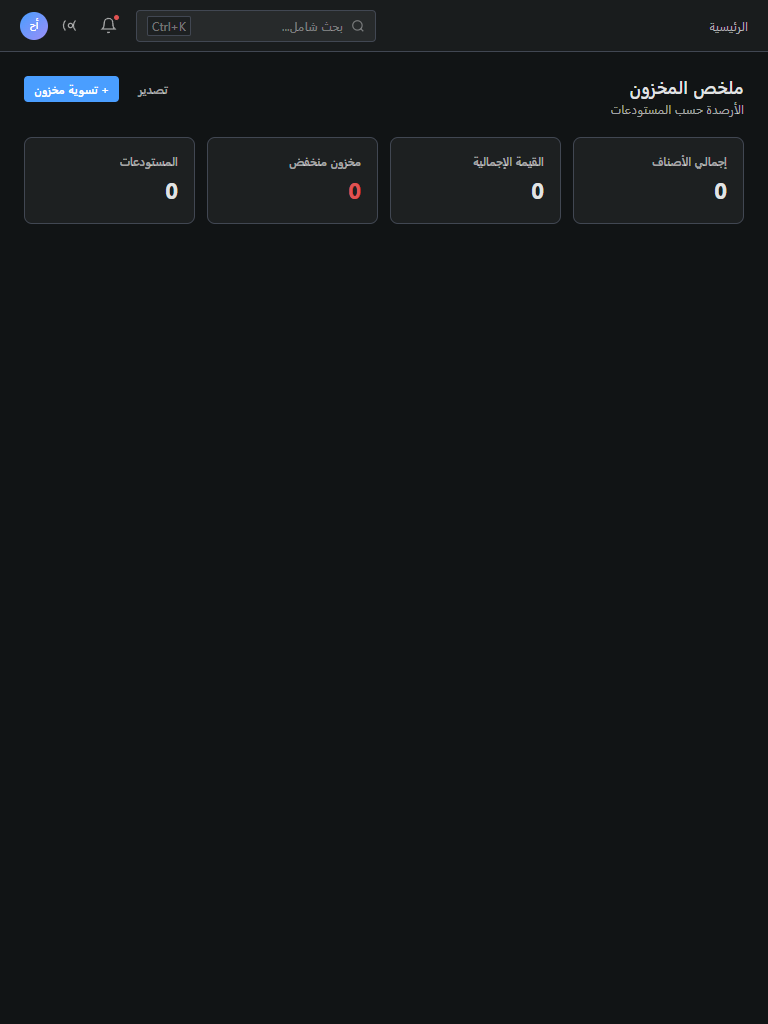 الرئيسية
بحث شامل...
Ctrl+K
أح
ملخص المخزون
الأرصدة حسب المستودعات
تصدير
+ تسوية مخزون
إجمالي الأصناف
0
القيمة الإجمالية
0
مخزون منخفض
0
المستودعات
0